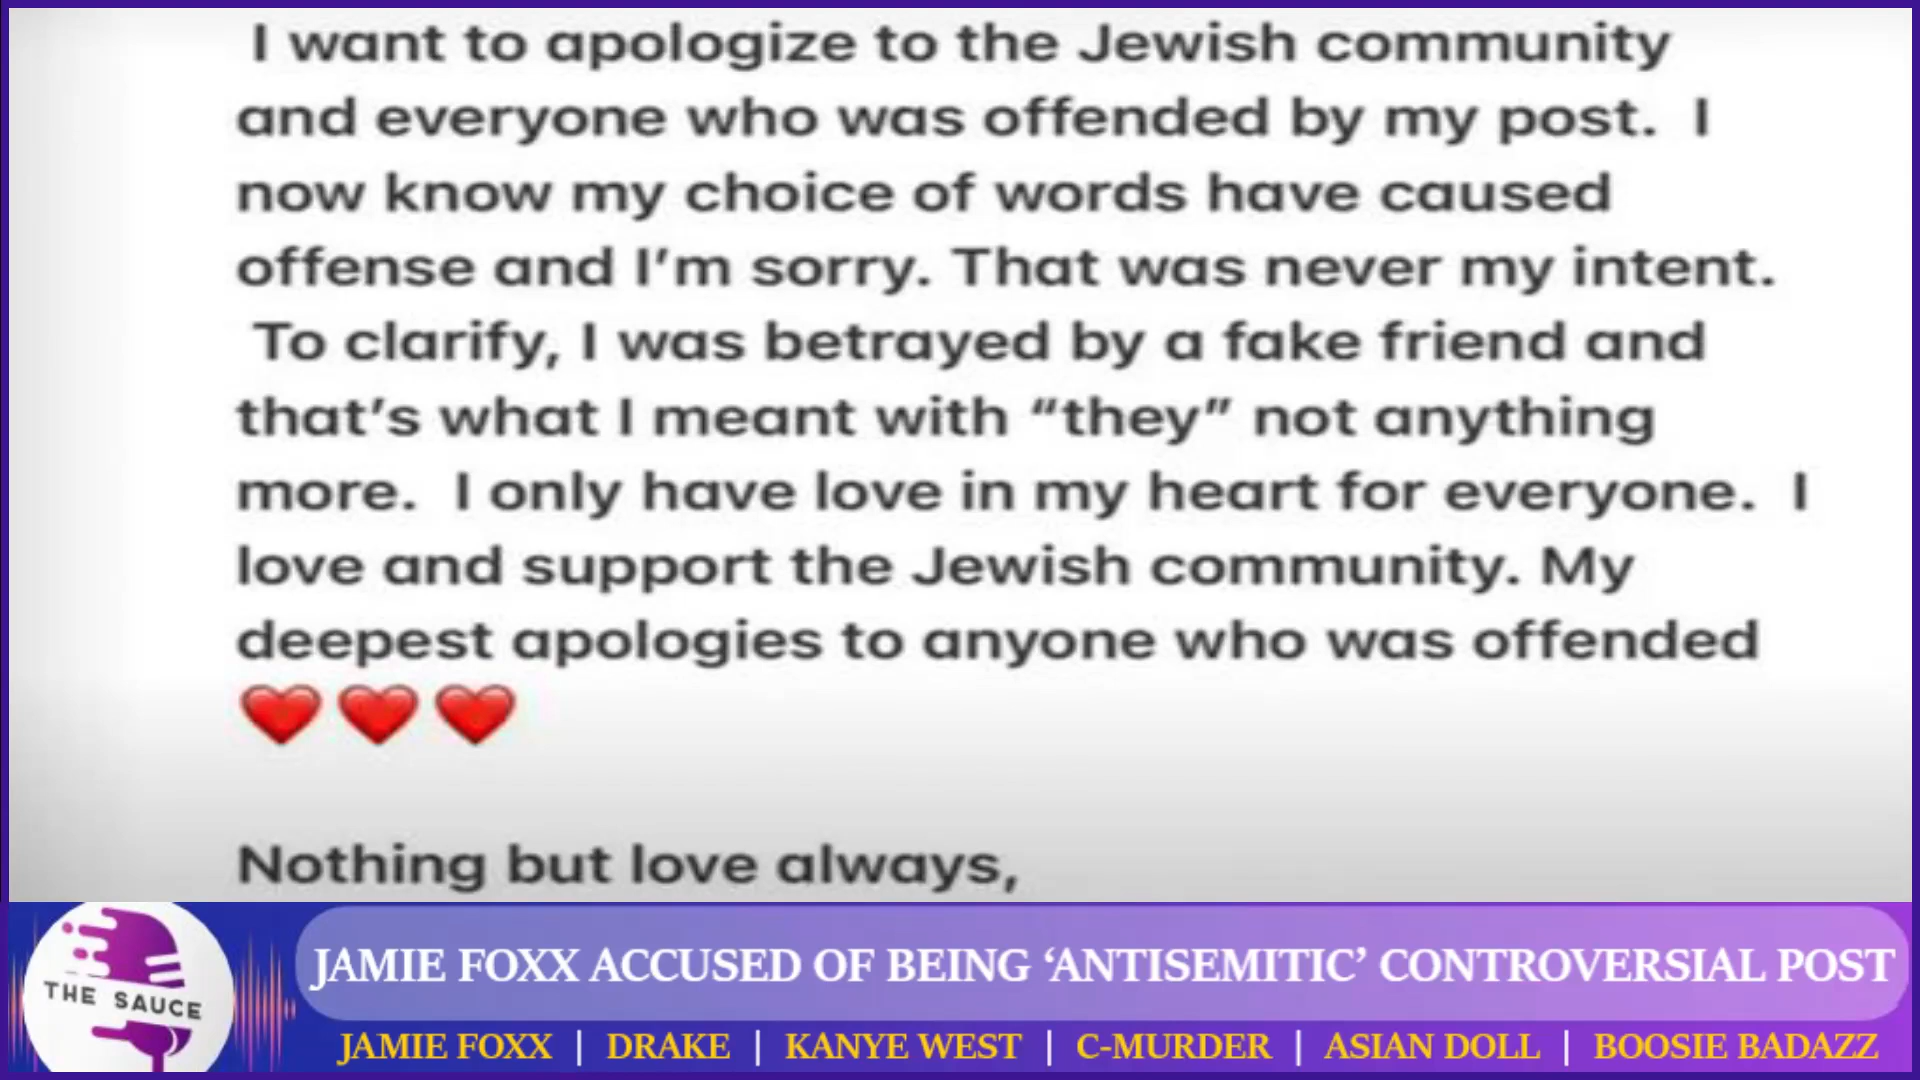 I want to apologize to the Jewish community
and everyone who was offended by my post. I
now know my choice of words have caused
offense and I’m sorry. That was never my intent.
To clarify, I was betrayed by a fake friend and
that’s what I meant with “they” not anything
more. I only have love in my heart for everyone. I
love and support the Jewish community. My
deepest apologies to anyone who was offended
❤️ ❤️ ❤️
Nothing but love always,
THE SAUCE
JAMIE FOXX ACCUSED OF BEING ‘ANTISEMITIC’ CONTROVERSIAL POST
JAMIE FOXX | DRAKE | KANYE WEST | C-MURDER | ASIAN DOLL | BOOSIE BADAZZ